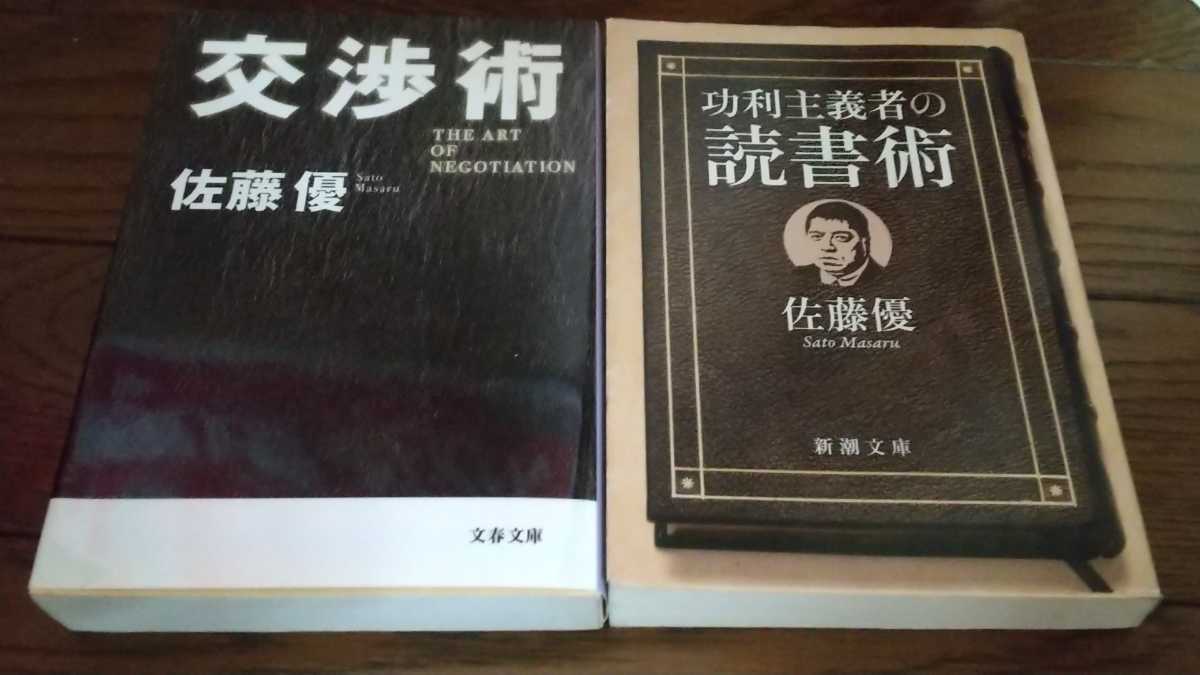 交渉術
THE ART
OF
NEGOTIATION
佐藤 優
Sato
Masaru
文春文庫
功利主義者の
読書術
佐藤優
Sato Masaru
新潮文庫